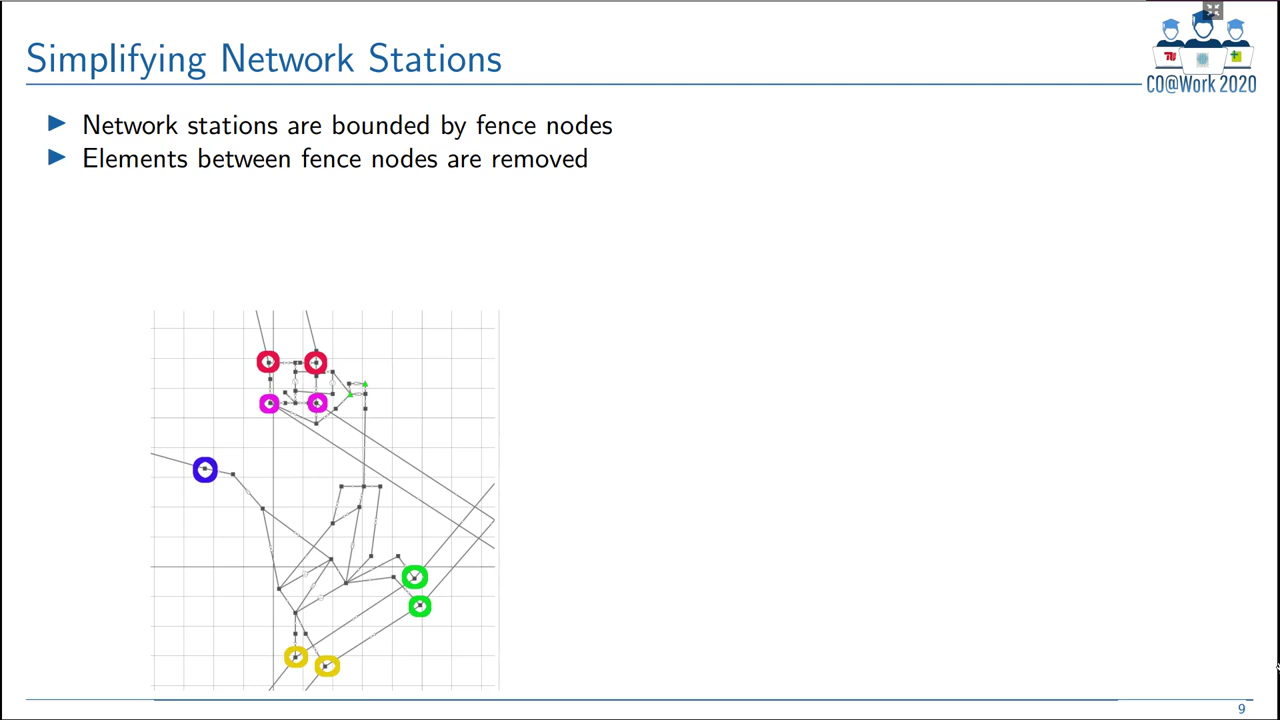 Simplifying Network Stations
CO@Work 2020
Network stations are bounded by fence nodes
Elements between fence nodes are removed
9